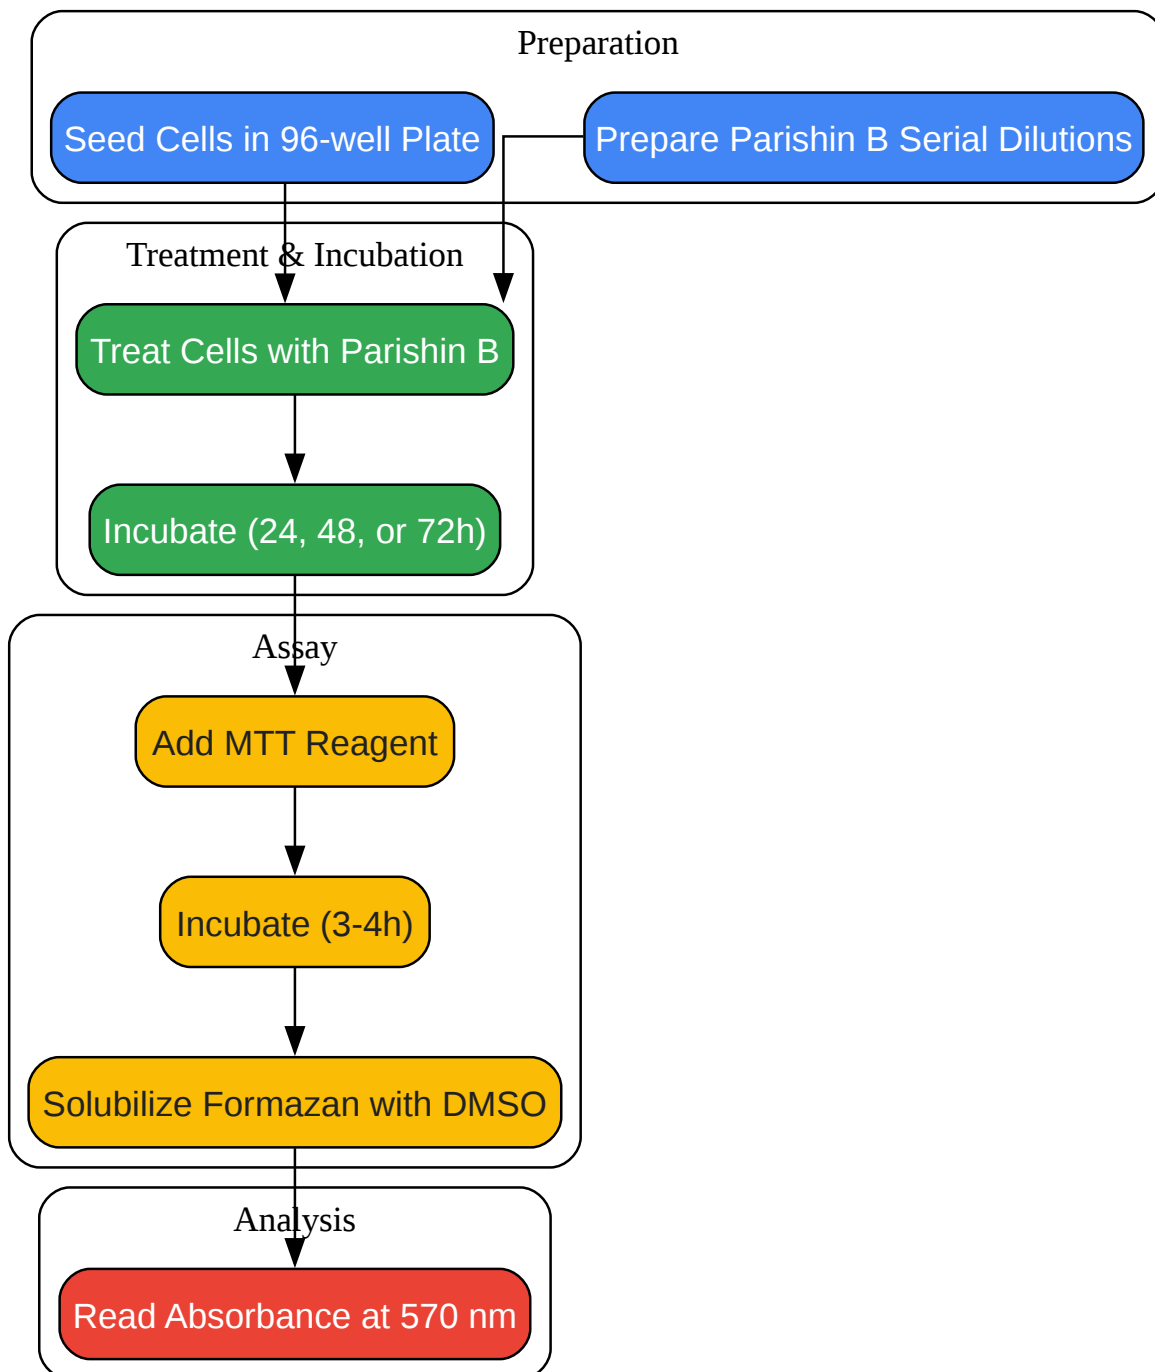 Preparation
Seed Cells in 96-well Plate
Prepare Parishin B Serial Dilutions
Treatment & Incubation
Treat Cells with Parishin B
Incubate (24, 48, or 72h)
Assay
Add MTT Reagent
Incubate (3-4h)
Solubilize Formazan with DMSO
Analysis
Read Absorbance at 570 nm